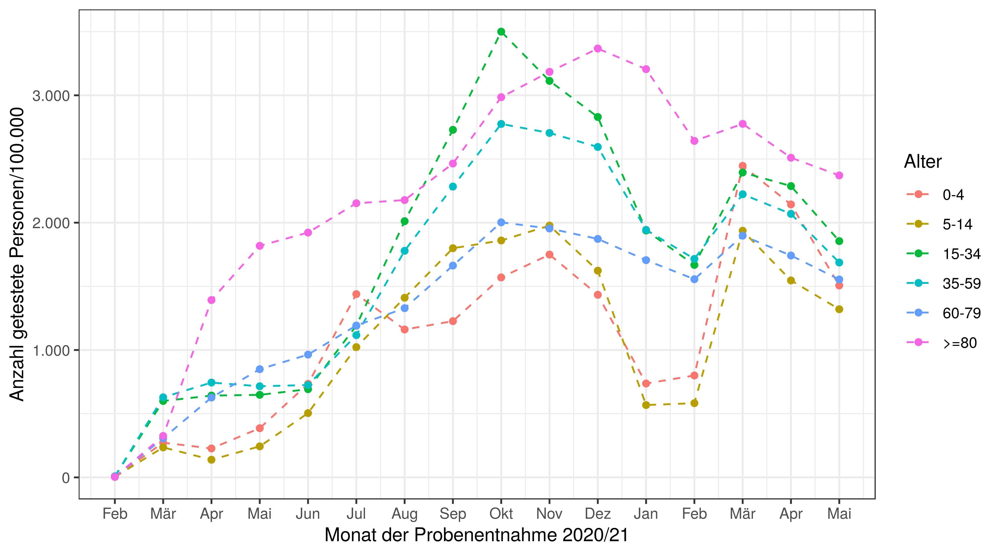 Anzahl getestete Personen/100.000
3.000
2.000
1.000
0
Feb Mär Apr Mai Jun Jul Aug Sep Okt Nov Dez Jan Feb Mär Apr Mai
Monat der Probenentnahme 2020/21
Alter
0-4
5-14
15-34
35-59
60-79
>=80